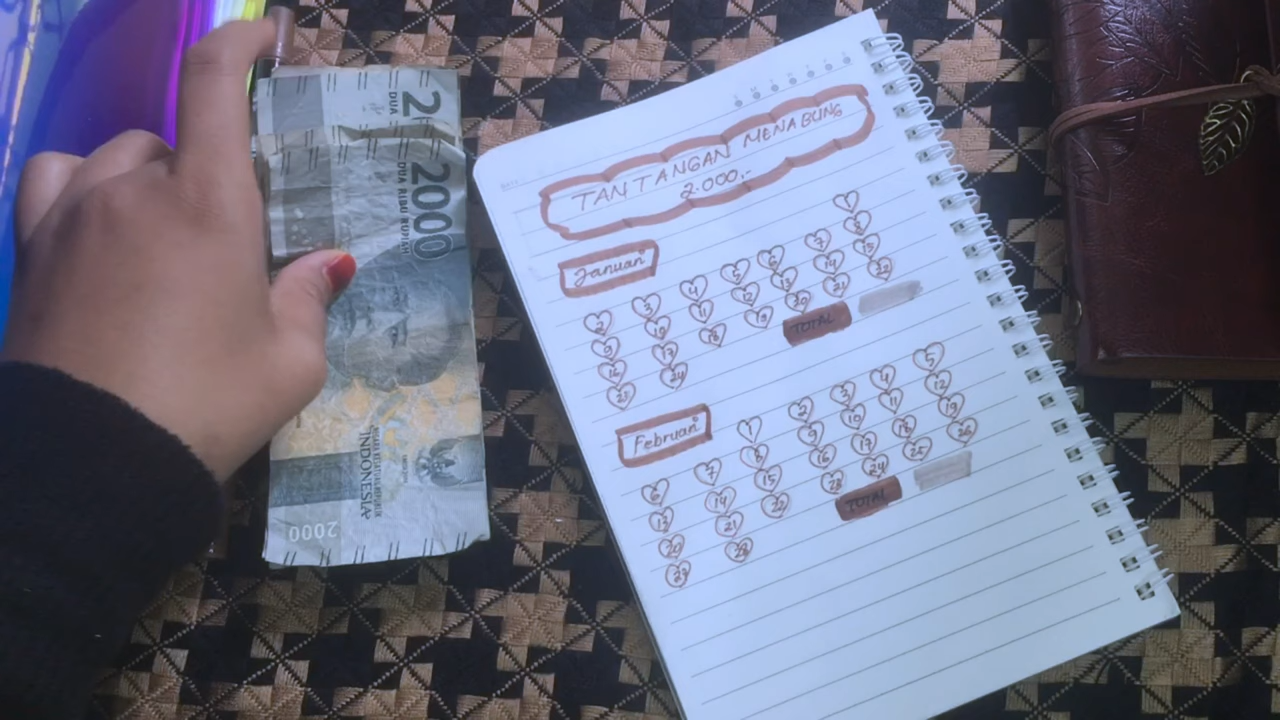 2
DUA
2000
DUA RIBU RUPIAH
INDONESIA
2000
TANTANGAN MENABUNG
2.000,-
Januari
1
2 3 4 5 6 7 8
9 10 11 12 13 14 15
16 17 18 19 20 21 22
23 24
TOTAL
Februari
1 2 3 4 5
6 7 8 9 10 11 12
13 14 15 16 17 18 19
20 21 22 23 24 25 26
27 28
TOTAL